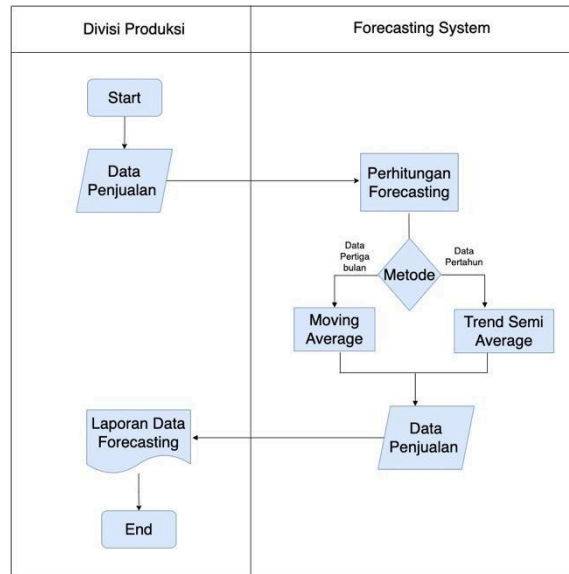 Divisi Produksi
Forecasting System
Start
Data
Penjualan
Perhitungan
Forecasting
Data
Pertiga
bulan
Metode
Data
Pertahun
Moving
Average
Trend Semi
Average
Data
Penjualan
Laporan Data
Forecasting
End